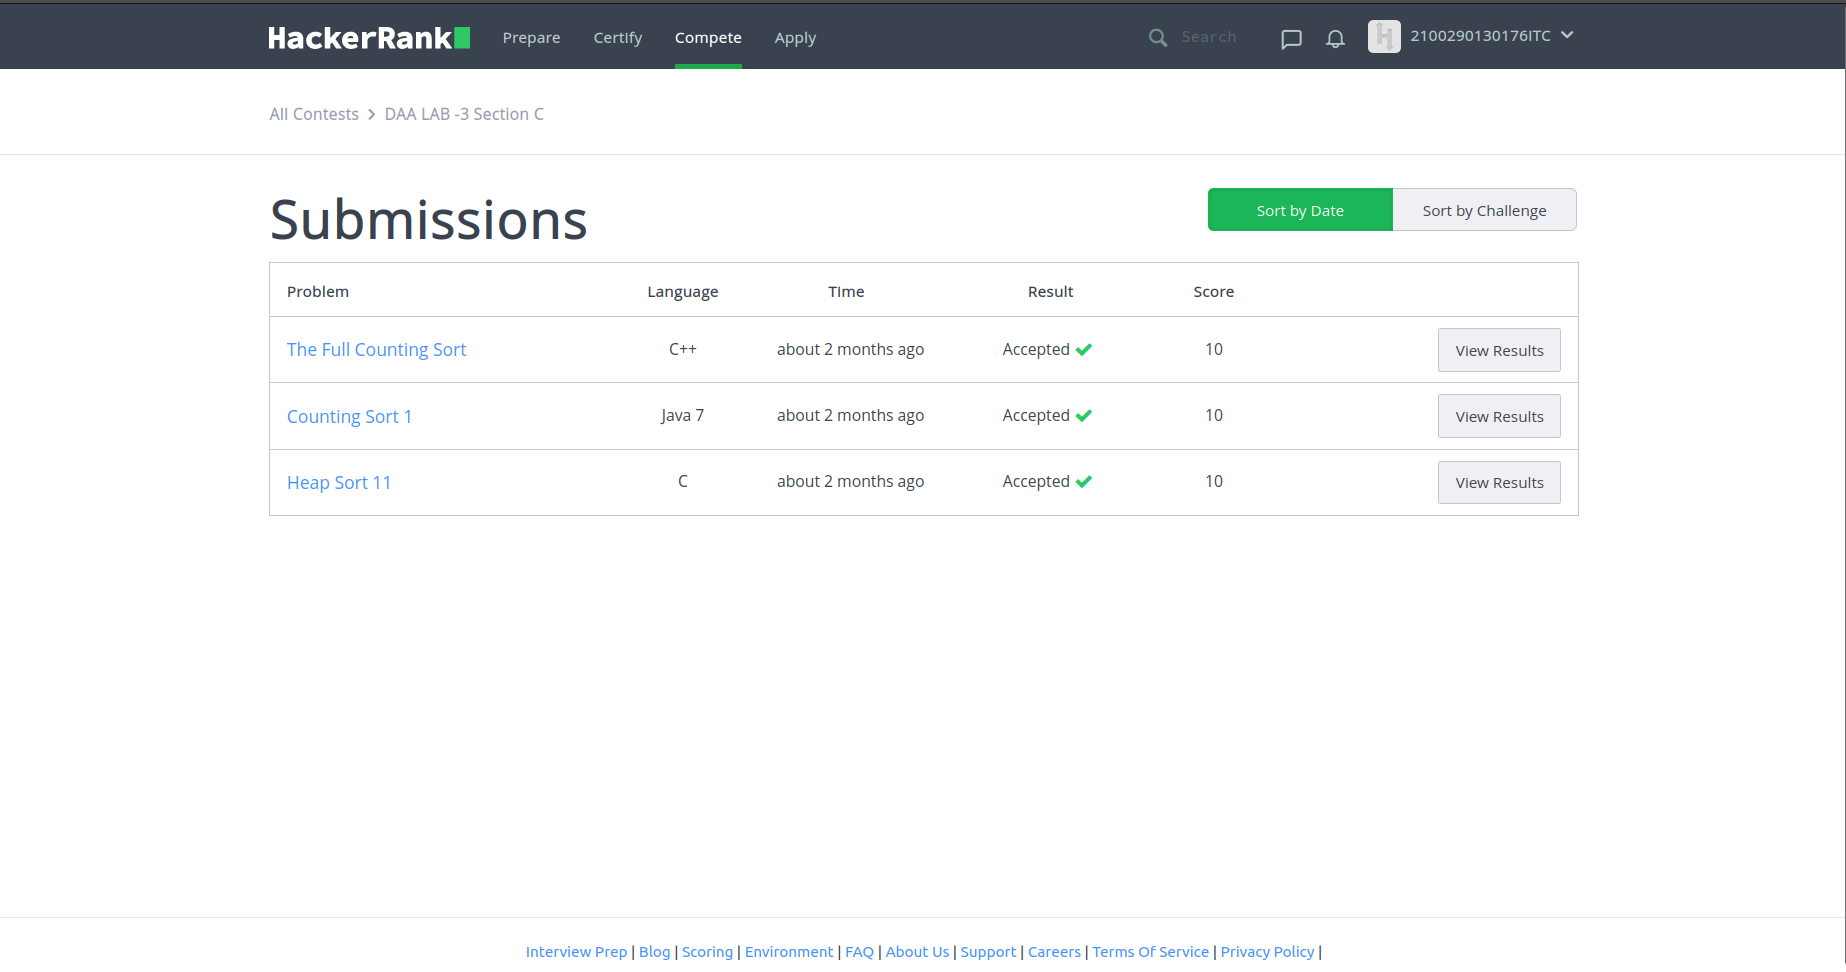 HackerRank Prepare Certify Compete Apply Search 2100290130176ITC
All Contests > DAA LAB -3 Section C
Submissions
Sort by Date Sort by Challenge
Problem Language Time Result Score
The Full Counting Sort C++ about 2 months ago Accepted 10 View Results
Counting Sort 1 Java 7 about 2 months ago Accepted 10 View Results
Heap Sort 11 C about 2 months ago Accepted 10 View Results
Interview Prep | Blog | Scoring | Environment | FAQ | About Us | Support | Careers | Terms Of Service | Privacy Policy |